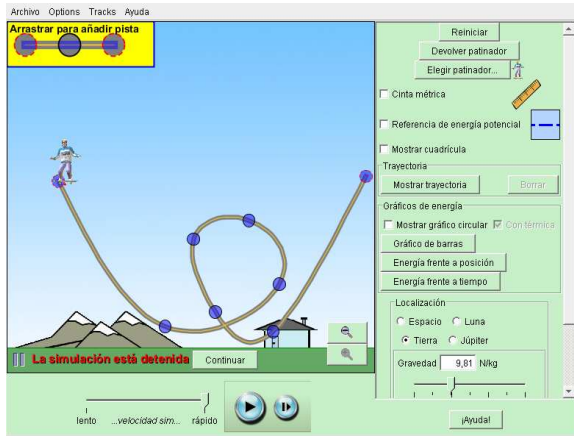 Archivo Options Tracks Ayuda
Arrastrar para añadir pista
Reiniciar
Devolver patinador
Elegir patinador...
Cinta métrica
Referencia de energía potencial
Mostrar cuadrícula
Trayectoria
Mostrar trayectoria Borrar
Gráficos de energía
Mostrar gráfico circular Con térmica
Gráfico de barras
Energía frente a posición
Energía frente a tiempo
Localización
Espacio Luna
Tierra Júpiter
Gravedad 9,81 N/kg
La simulación está detenida Continuar
lento ...velocidad sim... rápido
¡Ayuda!